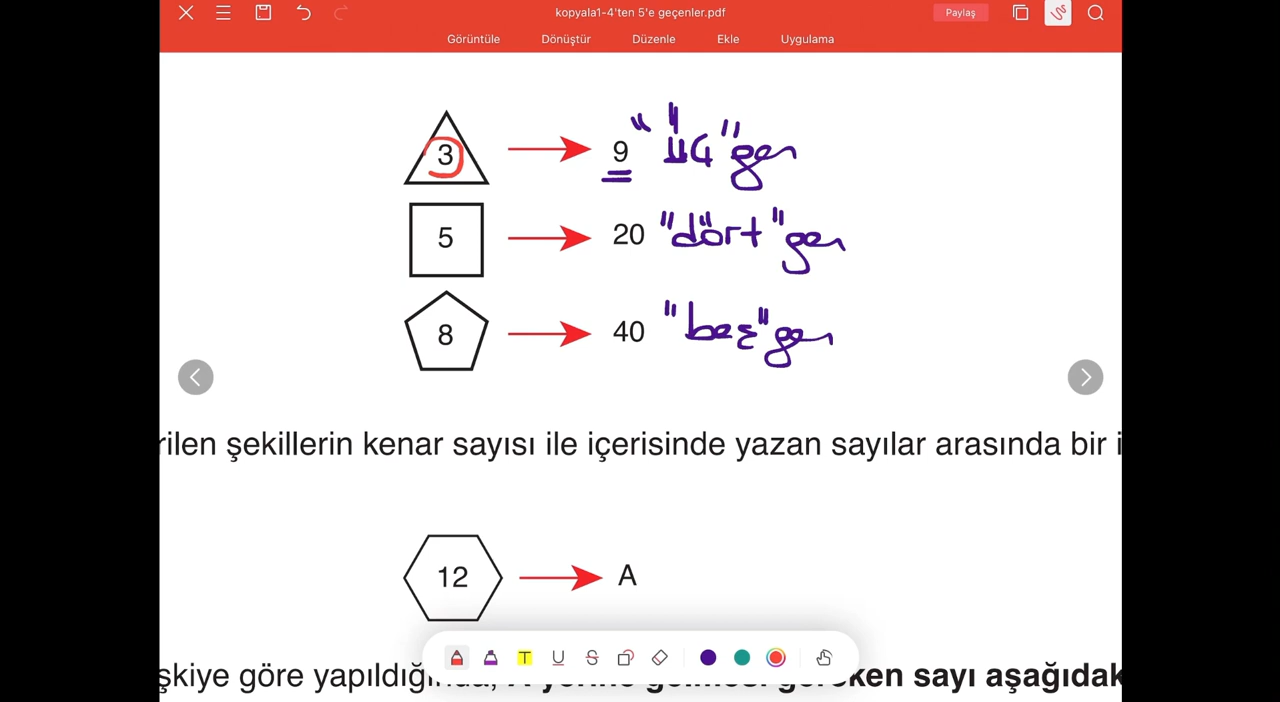 kopyala1-4'ten 5'e geçenler.pdf
Paylaş
Görüntüle Dönüştür Düzenle Ekle Uygulama
3 9 "üç"gen
5 20 "dört"gen
8 40 "beş"gen
rilen şekillerin kenar sayısı ile içerisinde yazan sayılar arasında bir i
12 A
T U S
şkiye göre yapıldığında, A yerine gelmesi gereken sayı aşağıdak